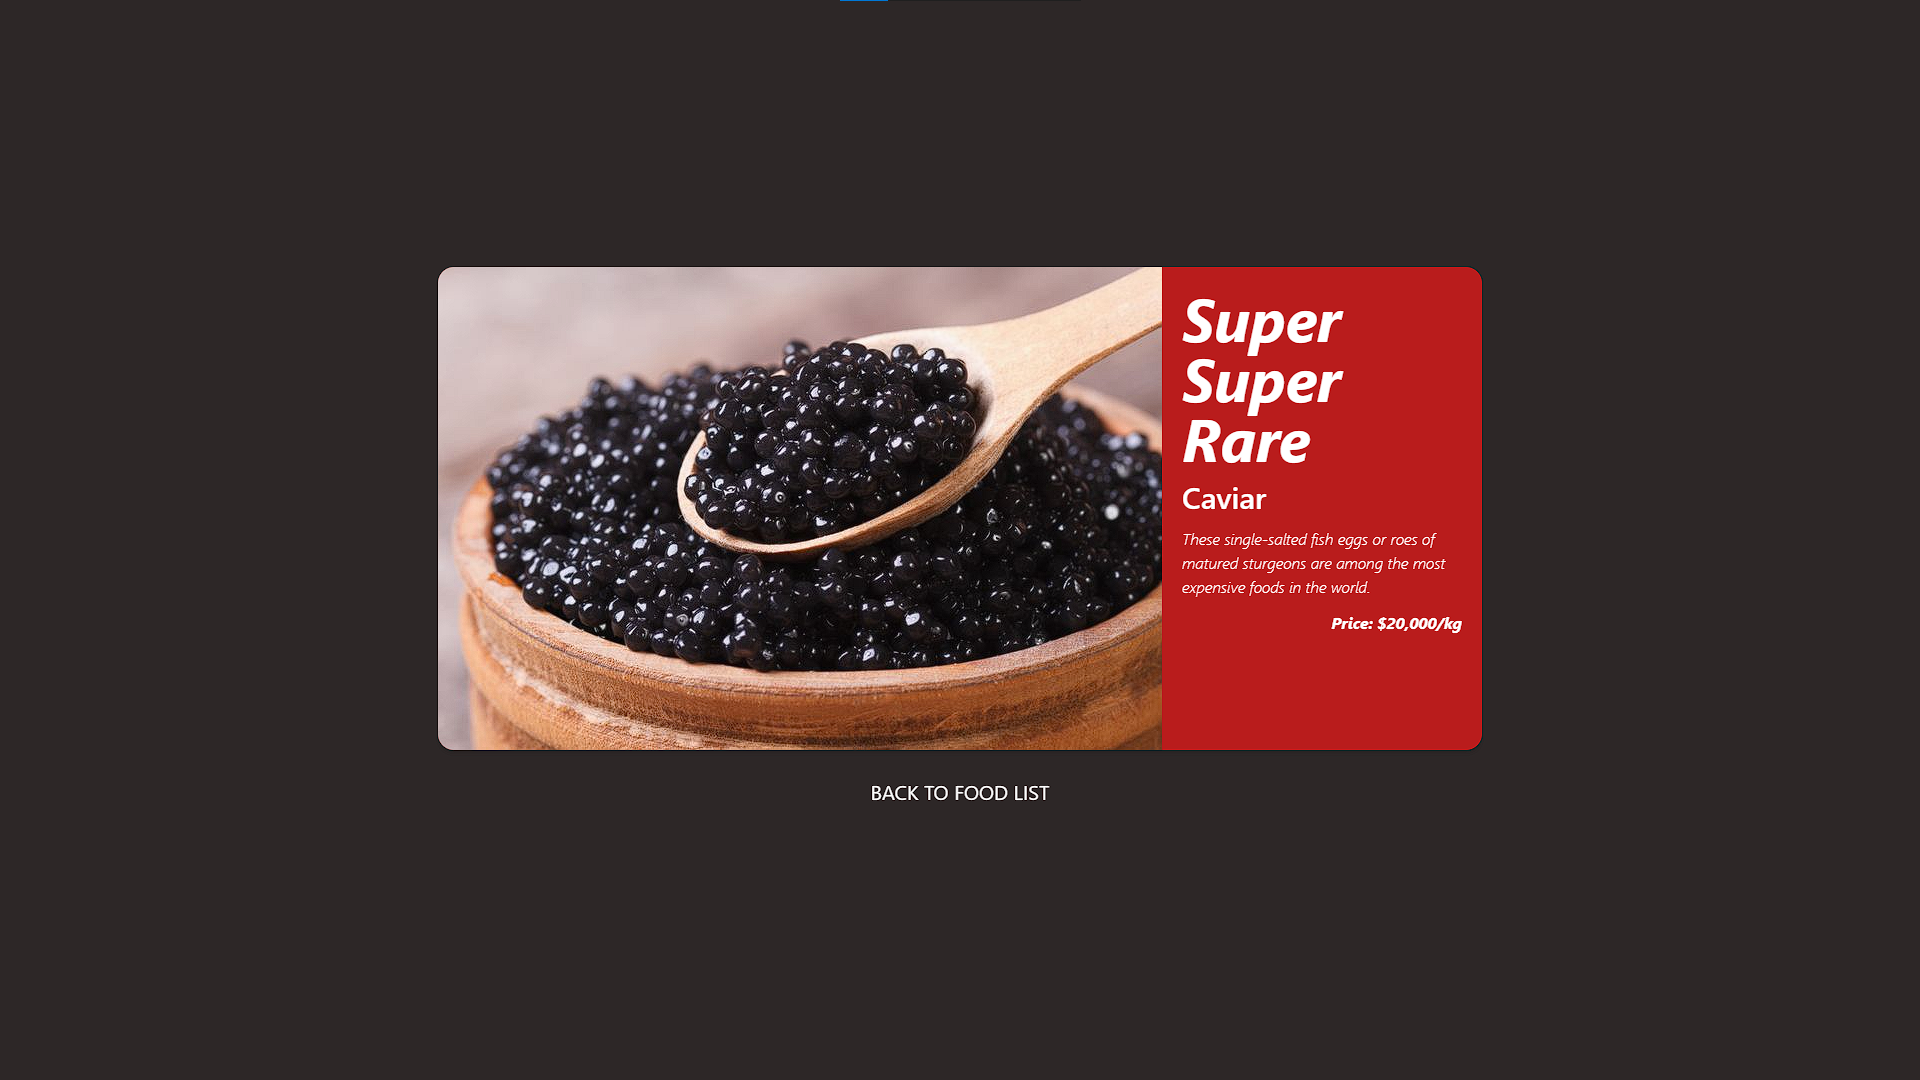 Super
Super
Rare
Caviar
These single-salted fish eggs or roes of
matured sturgeons are among the most
expensive foods in the world.
Price: $20,000/kg
BACK TO FOOD LIST